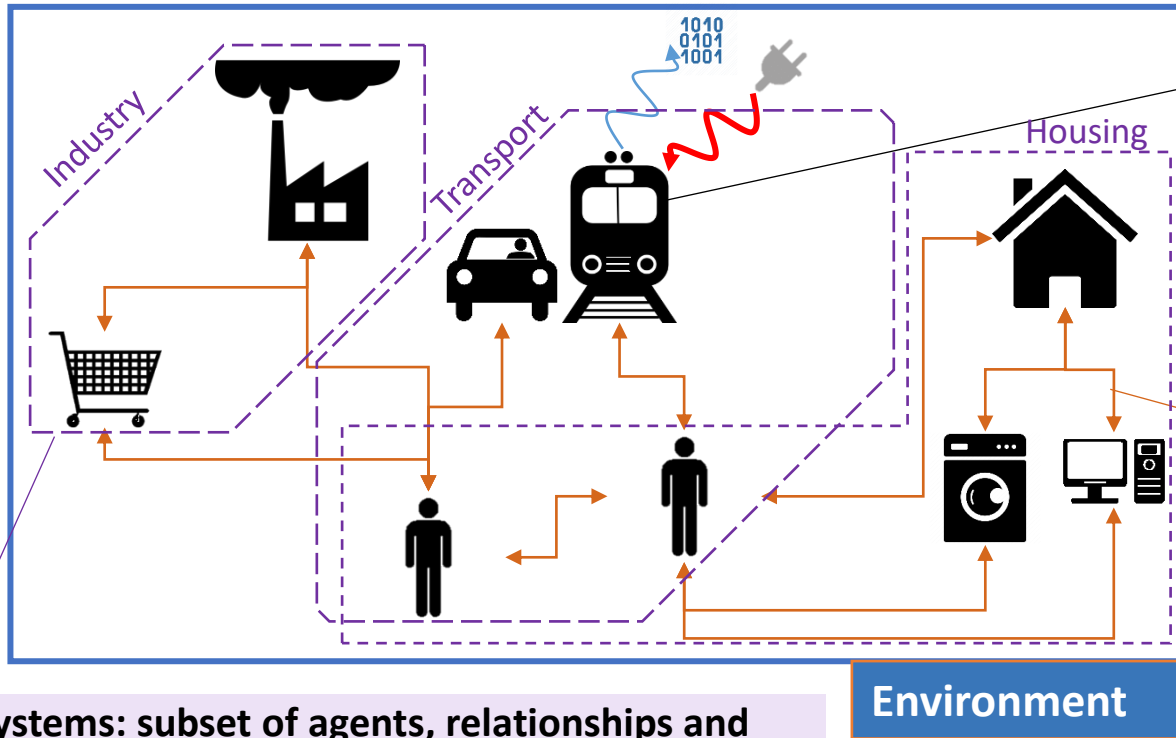 1010
0101
1001
Industry
Transport
Housing
Environment
ystems: subset of agents, relationships and